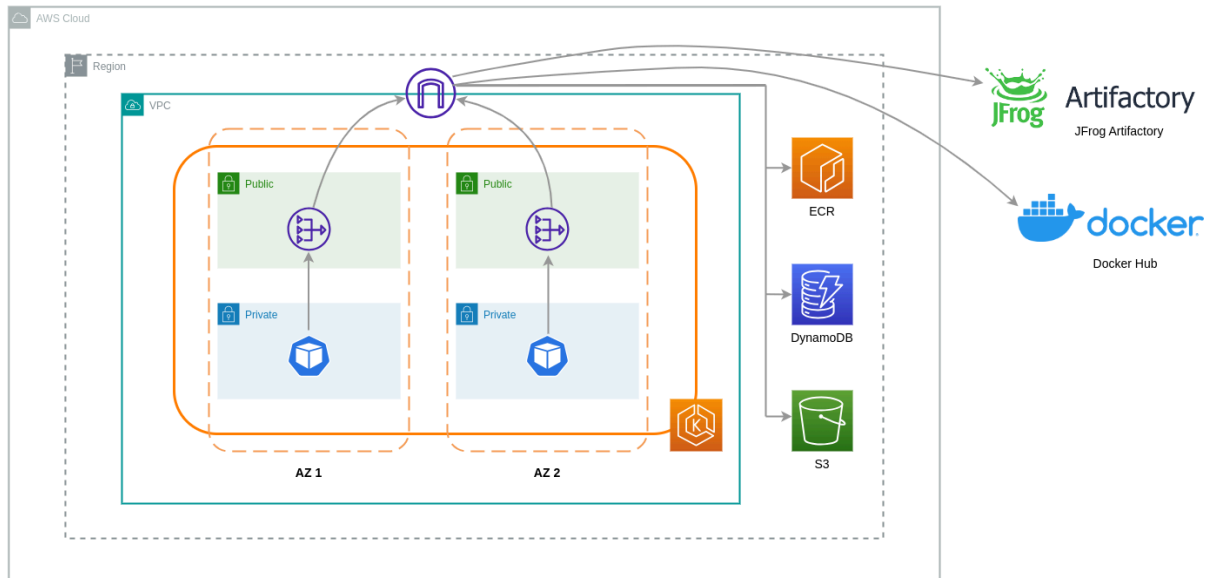 AWS Cloud
Region
VPC
Public
Public
Private
Private
AZ 1
AZ 2
K
ECR
DynamoDB
S3
JFrog
Artifactory
JFrog Artifactory
docker
Docker Hub